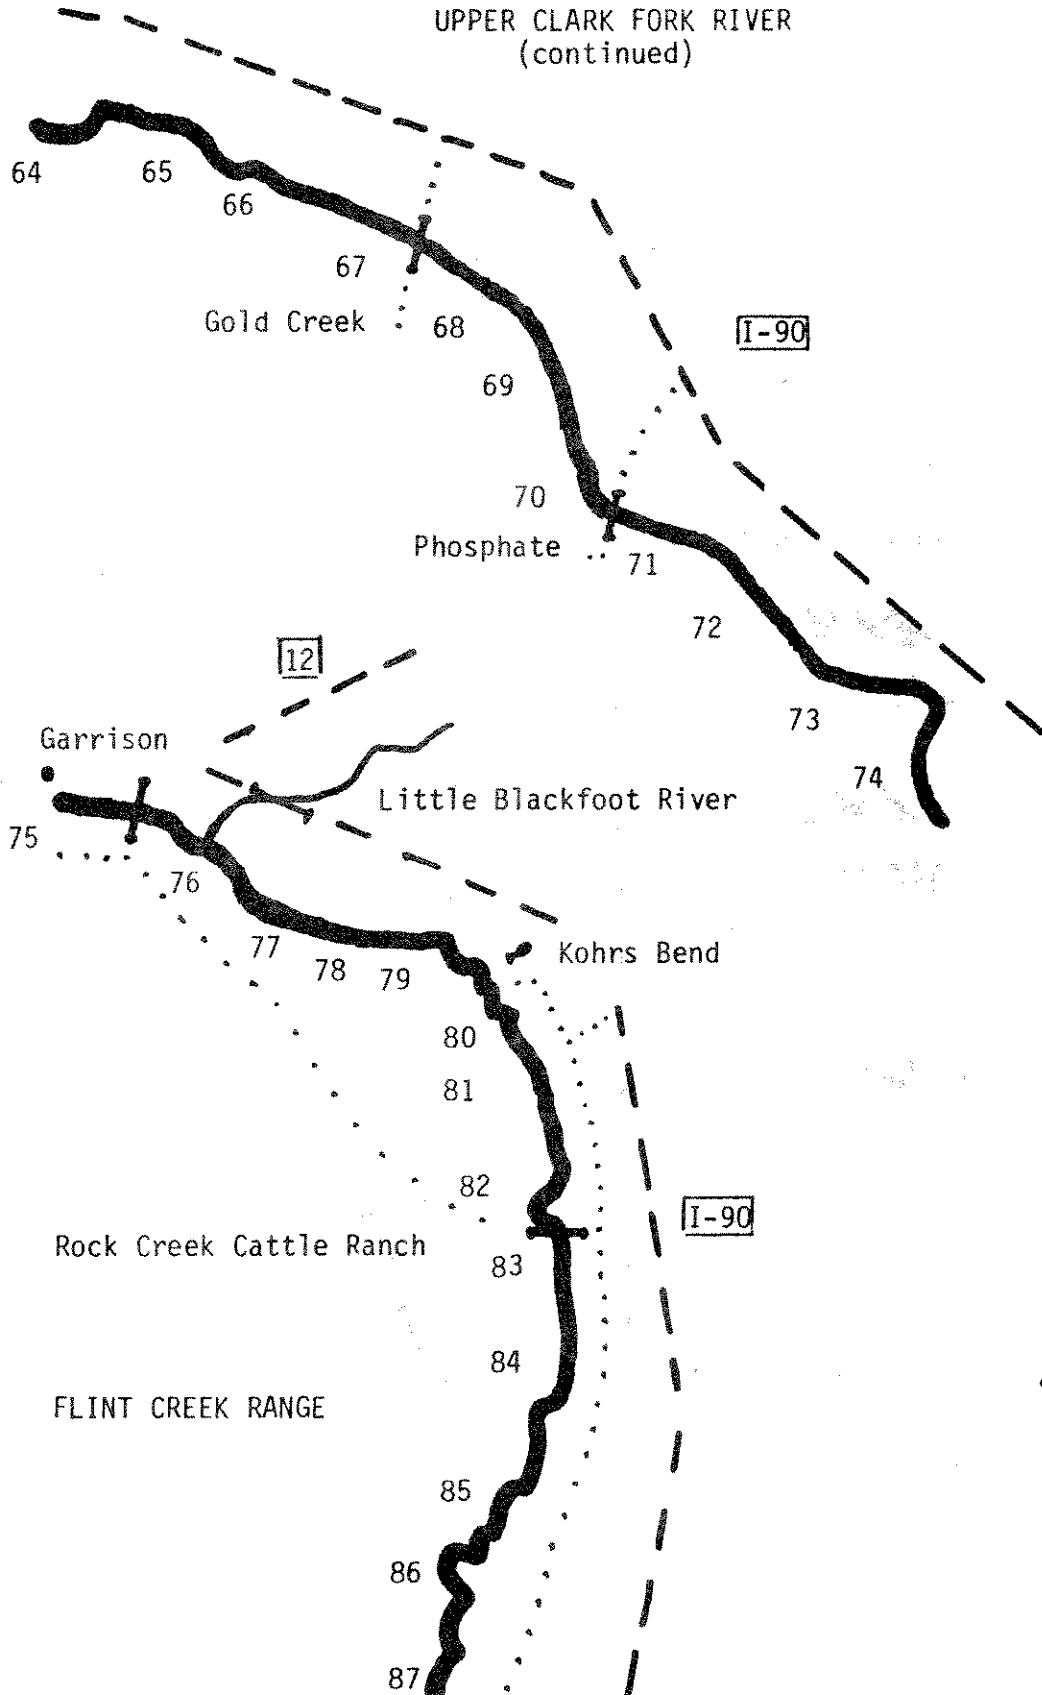 UPPER CLARK FORK RIVER
(continued)
64
65
66
67
Gold Creek
68
I-90
69
70
Phosphate
71
72
12
73
Garrison
74
Little Blackfoot River
75
76
77
Kohrs Bend
78
79
80
81
82
I-90
Rock Creek Cattle Ranch
83
84
FLINT CREEK RANGE
85
86
87